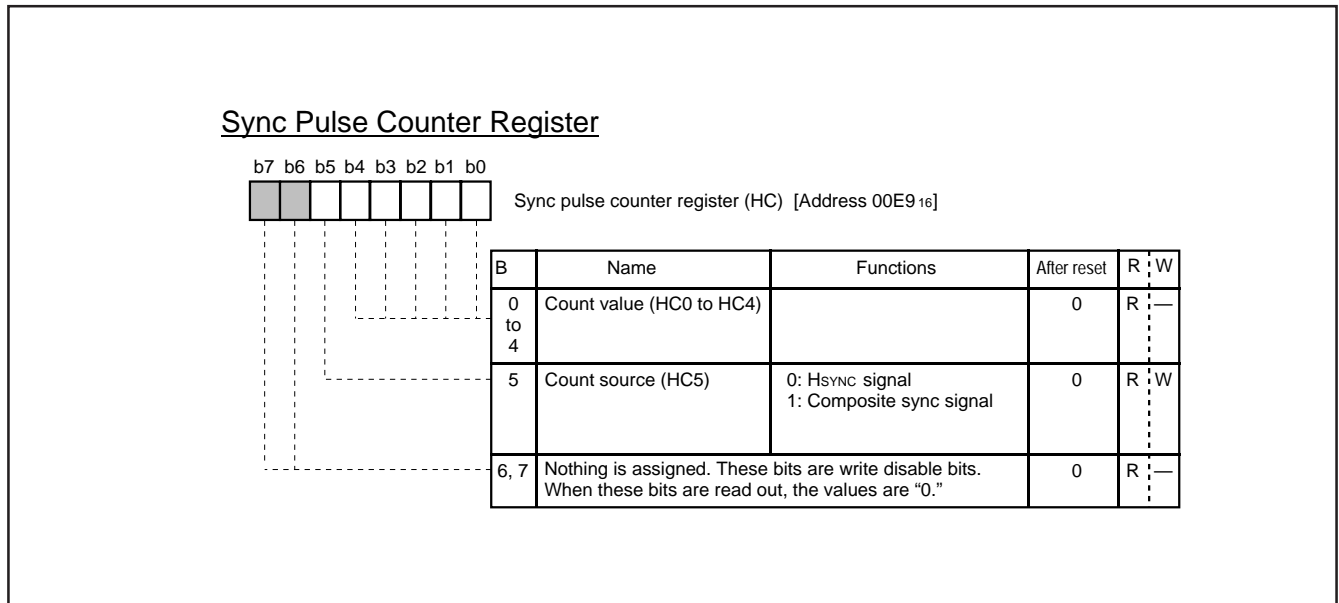 Sync Pulse Counter Register
b7 b6 b5 b4 b3 b2 b1 b0
Sync pulse counter register (HC) [Address 00E9 16]
B Name Functions After reset R W
0 to 4 Count value (HC0 to HC4) 0 R —
5 Count source (HC5) 0: HSYNC signal 0 R W
1: Composite sync signal
6, 7 Nothing is assigned. These bits are write disable bits. 0 R —
When these bits are read out, the values are “0.”